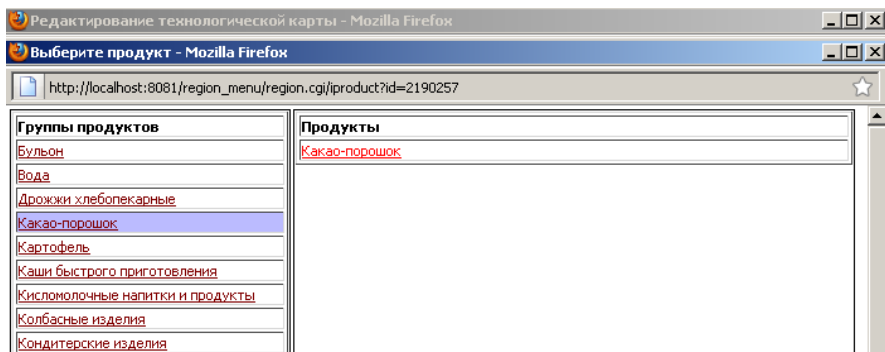 Редактирование технологической карты - Mozilla Firefox
Выберите продукт - Mozilla Firefox
http://localhost:8081/region_menu/region.cgi/iproduct?id=2190257
Группы продуктов
Бульон
Вода
Дрожжи хлебопекарные
Какао-порошок
Картофель
Каши быстрого приготовления
Кисломолочные напитки и продукты
Колбасные изделия
Кондитерские изделия
Продукты
Какао-порошок